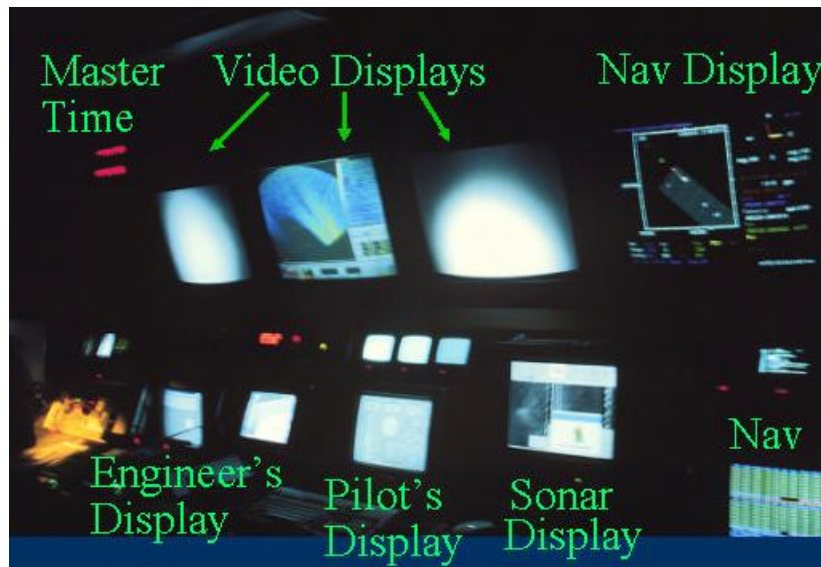 Master
Time
Video Displays
Nav Display
Engineer's
Display
Pilot's
Display
Sonar
Display
Nav